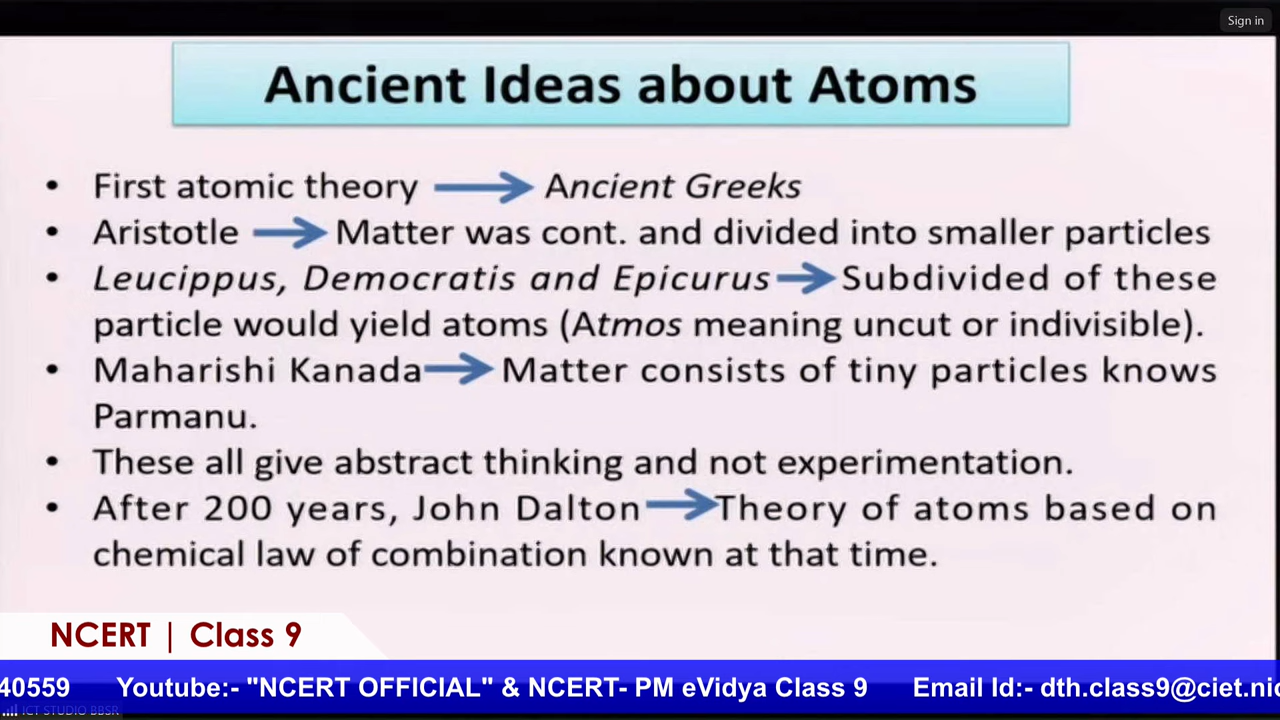 Sign in
Ancient Ideas about Atoms
• First atomic theory → Ancient Greeks
• Aristotle → Matter was cont. and divided into smaller particles
• Leucippus, Democratis and Epicurus → Subdivided of these
particle would yield atoms (Atmos meaning uncut or indivisible).
• Maharishi Kanada → Matter consists of tiny particles knows
Parmanu.
• These all give abstract thinking and not experimentation.
• After 200 years, John Dalton → Theory of atoms based on
chemical law of combination known at that time.
NCERT | Class 9
40559 Youtube:- "NCERT OFFICIAL" & NCERT- PM eVidya Class 9 Email Id:- dth.class9@ciet.nic
ICT STUDIO BBSR